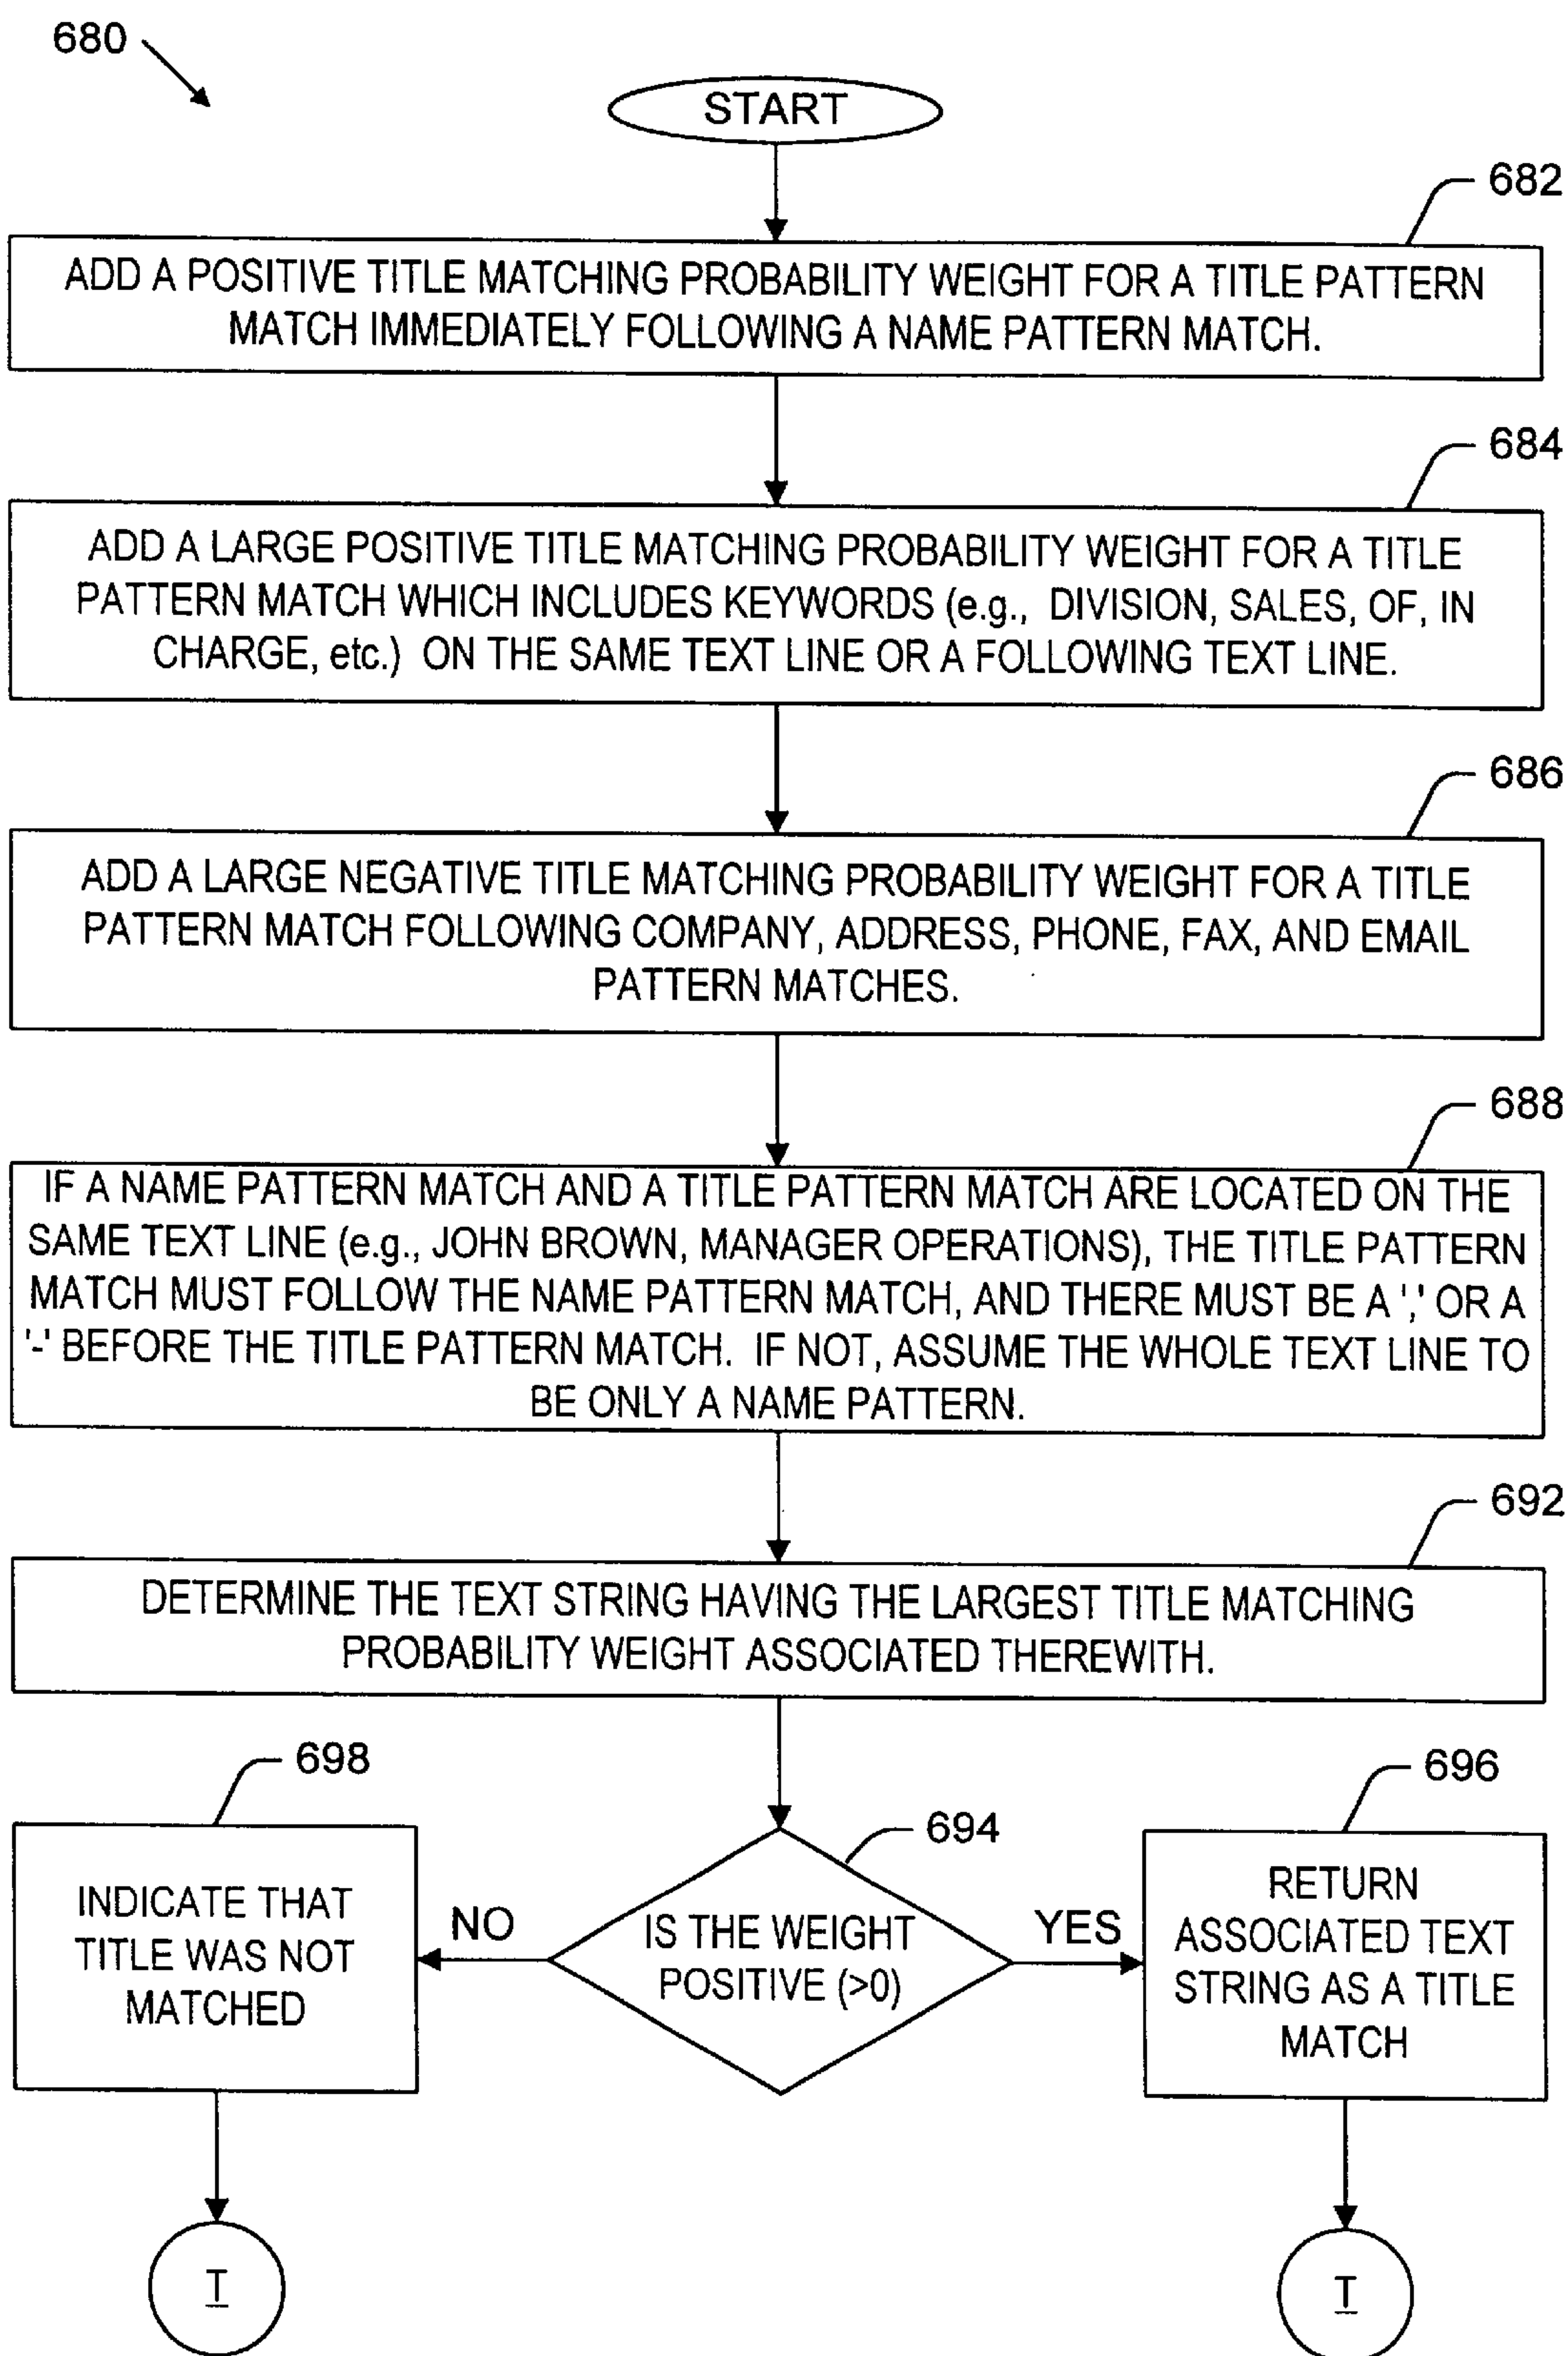 680
START
682
ADD A POSITIVE TITLE MATCHING PROBABILITY WEIGHT FOR A TITLE PATTERN
MATCH IMMEDIATELY FOLLOWING A NAME PATTERN MATCH.
684
ADD A LARGE POSITIVE TITLE MATCHING PROBABILITY WEIGHT FOR A TITLE
PATTERN MATCH WHICH INCLUDES KEYWORDS (e.g., DIVISION, SALES, OF, IN
CHARGE, etc.) ON THE SAME TEXT LINE OR A FOLLOWING TEXT LINE.
686
ADD A LARGE NEGATIVE TITLE MATCHING PROBABILITY WEIGHT FOR A TITLE
PATTERN MATCH FOLLOWING COMPANY, ADDRESS, PHONE, FAX, AND EMAIL
PATTERN MATCHES.
688
IF A NAME PATTERN MATCH AND A TITLE PATTERN MATCH ARE LOCATED ON THE
SAME TEXT LINE (e.g., JOHN BROWN, MANAGER OPERATIONS), THE TITLE PATTERN
MATCH MUST FOLLOW THE NAME PATTERN MATCH, AND THERE MUST BE A ',' OR A
'-' BEFORE THE TITLE PATTERN MATCH. IF NOT, ASSUME THE WHOLE TEXT LINE TO
BE ONLY A NAME PATTERN.
692
DETERMINE THE TEXT STRING HAVING THE LARGEST TITLE MATCHING
PROBABILITY WEIGHT ASSOCIATED THEREWITH.
698
INDICATE THAT
TITLE WAS NOT
MATCHED
NO
694
IS THE WEIGHT
POSITIVE (>0)
YES
696
RETURN
ASSOCIATED TEXT
STRING AS A TITLE
MATCH
T
T